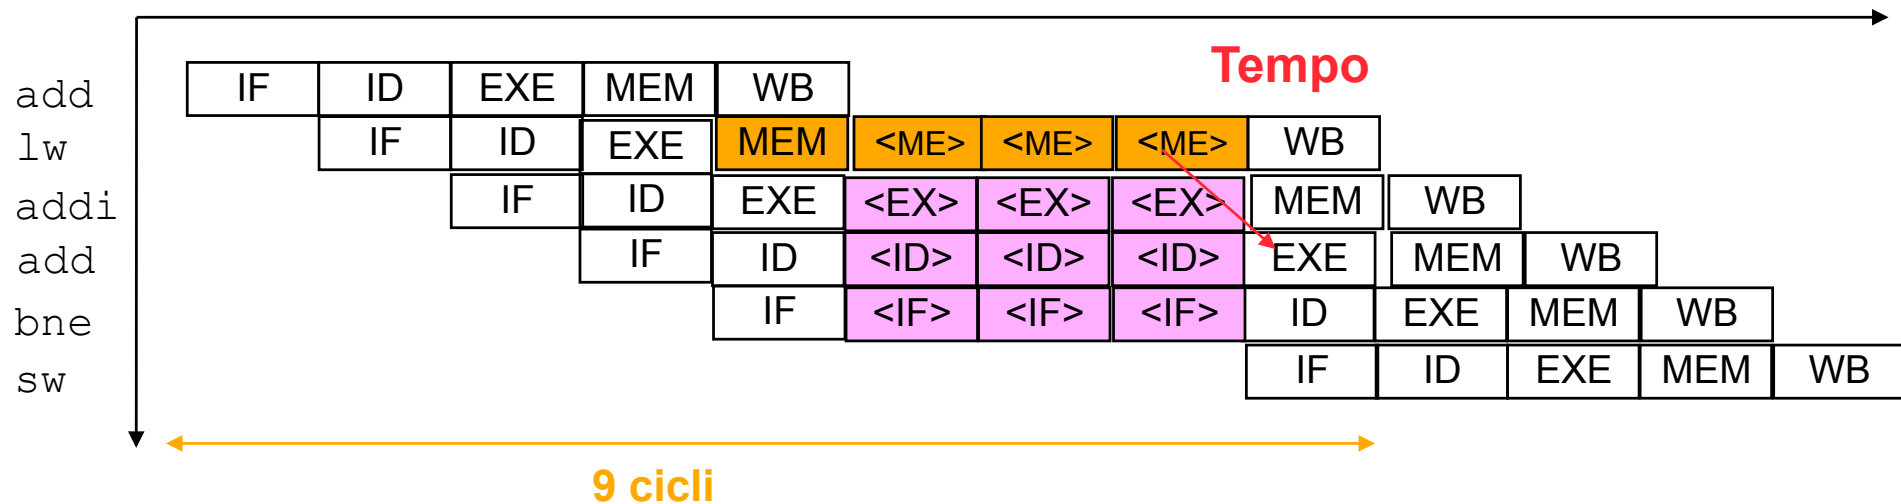 Tempo
add IF ID EXE MEM WB
lw IF ID EXE MEM <ME> <ME> <ME> WB
addi IF ID EXE <EX> <EX> <EX> MEM WB
add IF ID <ID> <ID> <ID> EXE MEM WB
bne IF <IF> <IF> <IF> ID EXE MEM WB
sw IF ID EXE MEM WB
9 cicli